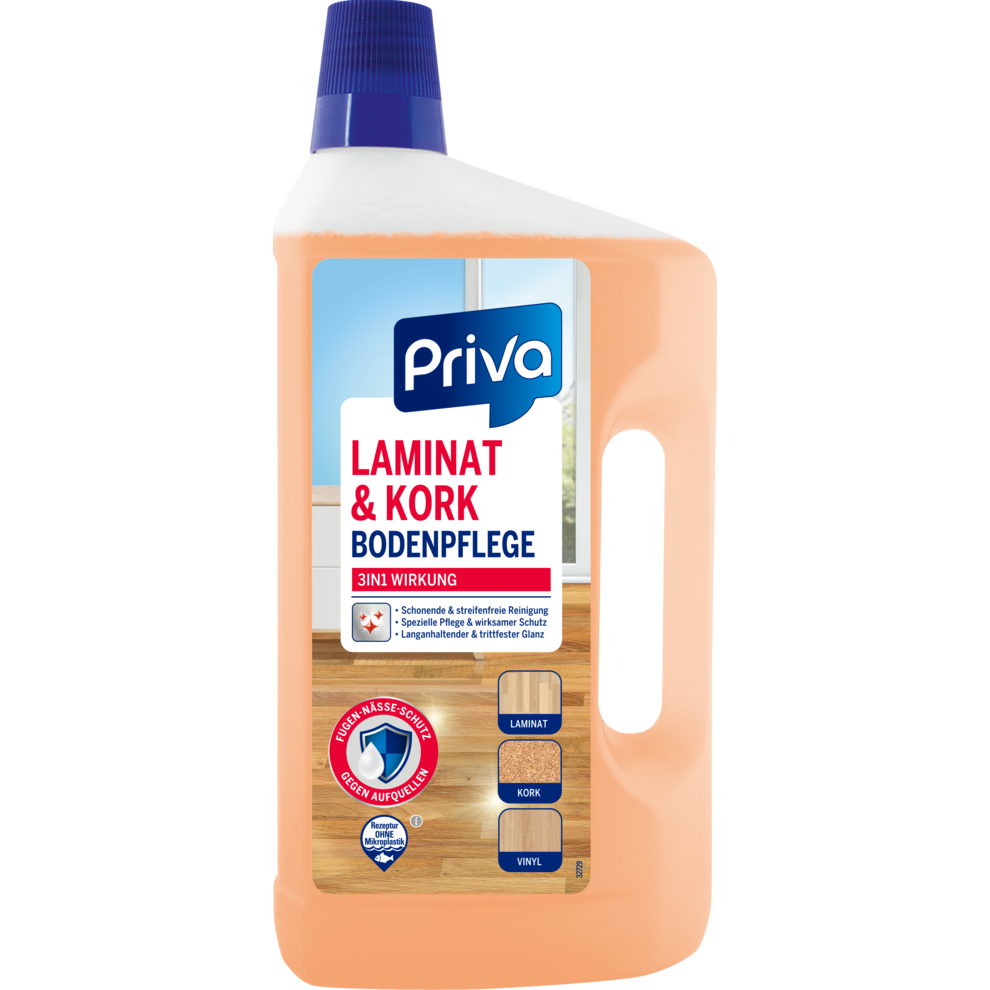 Priva
LAMINAT
& KORK
BODENPFLEGE
3IN1 WIRKUNG
• Schonende & streifenfreie Reinigung
• Spezielle Pflege & wirksamer Schutz
• Langanhaltender & trittfester Glanz
FUGEN-NÄSSE-SCHUTZ
GEGEN AUFQUELLEN
Rezeptur
OHNE
Mikroplastik
i
LAMINAT
KORK
VINYL
32729